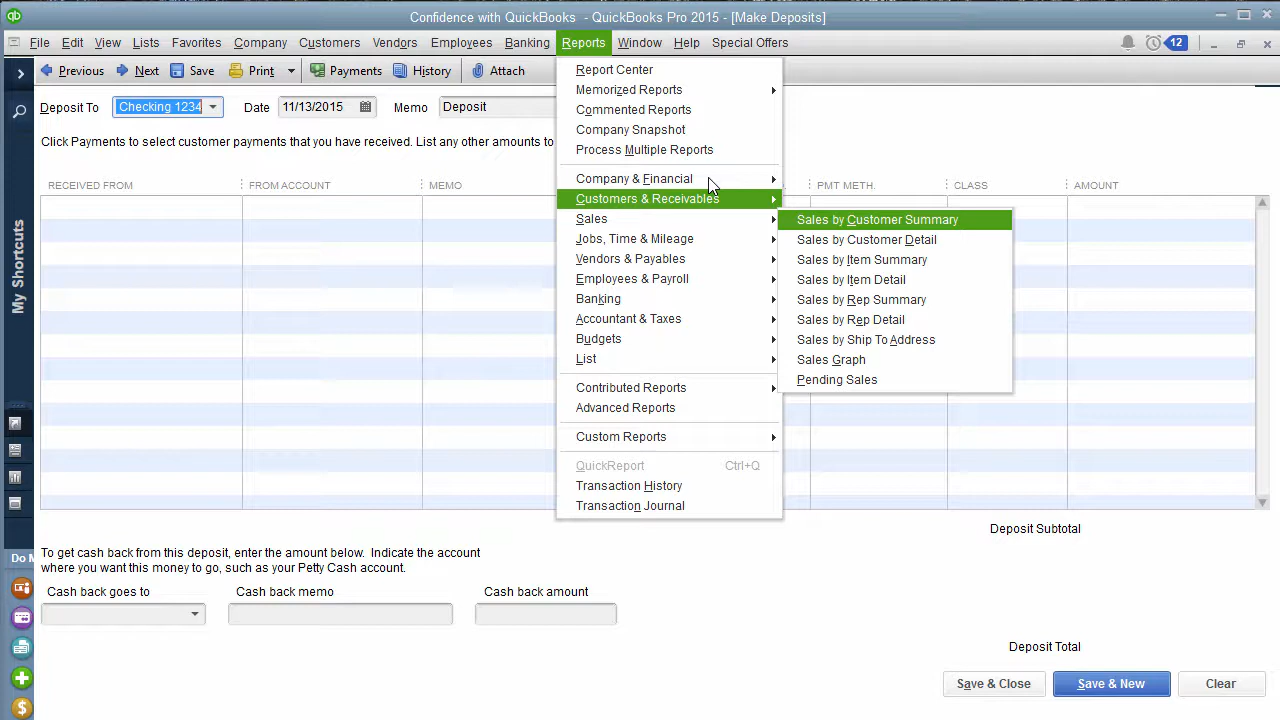 Confidence with QuickBooks - QuickBooks Pro 2015 - [Make Deposits]
File Edit View Lists Favorites Company Customers Vendors Employees Banking Reports Window Help Special Offers 12
Previous Next Save Print Payments History Attach
Deposit To Checking 1234 Date 11/13/2015 Memo Deposit
Click Payments to select customer payments that you have received. List any other amounts to
RECEIVED FROM FROM ACCOUNT MEMO PMT METH. CLASS AMOUNT
My Shortcuts
Report Center
Memorized Reports
Commented Reports
Company Snapshot
Process Multiple Reports
Company & Financial
Customers & Receivables
Sales
Jobs, Time & Mileage
Vendors & Payables
Employees & Payroll
Banking
Accountant & Taxes
Budgets
List
Contributed Reports
Advanced Reports
Custom Reports
QuickReport Ctrl+Q
Transaction History
Transaction Journal
Sales by Customer Summary
Sales by Customer Detail
Sales by Item Summary
Sales by Item Detail
Sales by Rep Summary
Sales by Rep Detail
Sales by Ship To Address
Sales Graph
Pending Sales
Deposit Subtotal
Do M
To get cash back from this deposit, enter the amount below. Indicate the account
where you want this money to go, such as your Petty Cash account.
Cash back goes to Cash back memo Cash back amount
Deposit Total
Save & Close Save & New Clear